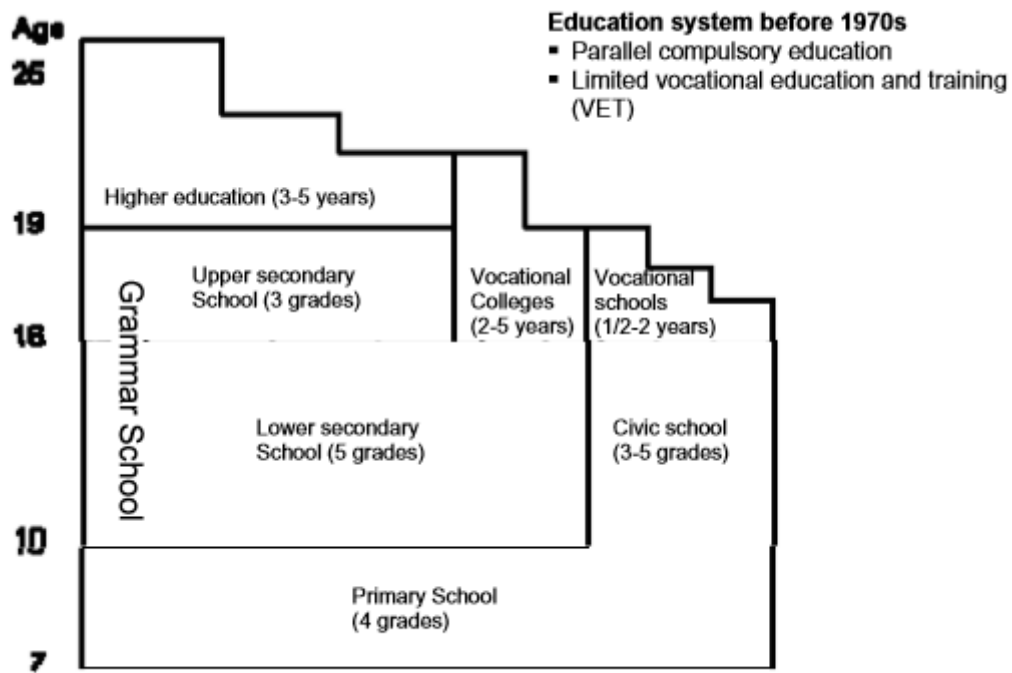 Age
25
19
16
10
7
Education system before 1970s
▪ Parallel compulsory education
▪ Limited vocational education and training
(VET)
Higher education (3-5 years)
Upper secondary
School (3 grades)
Vocational
Colleges
(2-5 years)
Vocational
schools
(1/2-2 years)
Grammar School
Lower secondary
School (5 grades)
Civic school
(3-5 grades)
Primary School
(4 grades)